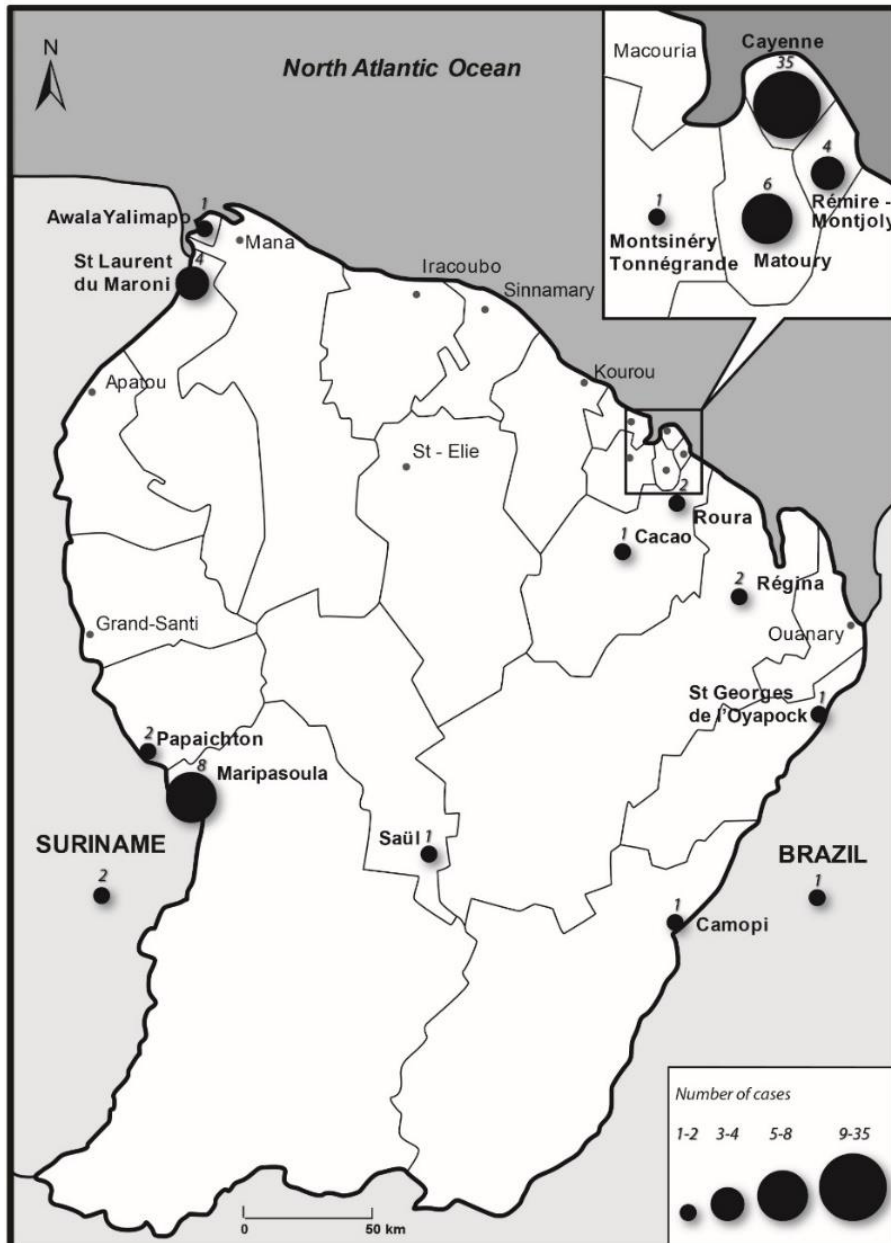 N
North Atlantic Ocean
Macouria
Cayenne
35
4
Rémire -
Montjoly
6
Matoury
1
Montsinéry
Tonnégrande
1
AwalaYalimapo
Mana
4
St Laurent
du Maroni
Iracoubo
Sinnamary
Kourou
Apatou
St - Elie
2
Roura
1
Cacao
2
Régina
Grand-Santi
Ouanary
St Georges
de l'Oyapock
1
2
Papaichton
8
Maripasoula
Saül
1
SURINAME
2
BRAZIL
1
1
Camopi
Number of cases
1-2 3-4 5-8 9-35
0 50 km